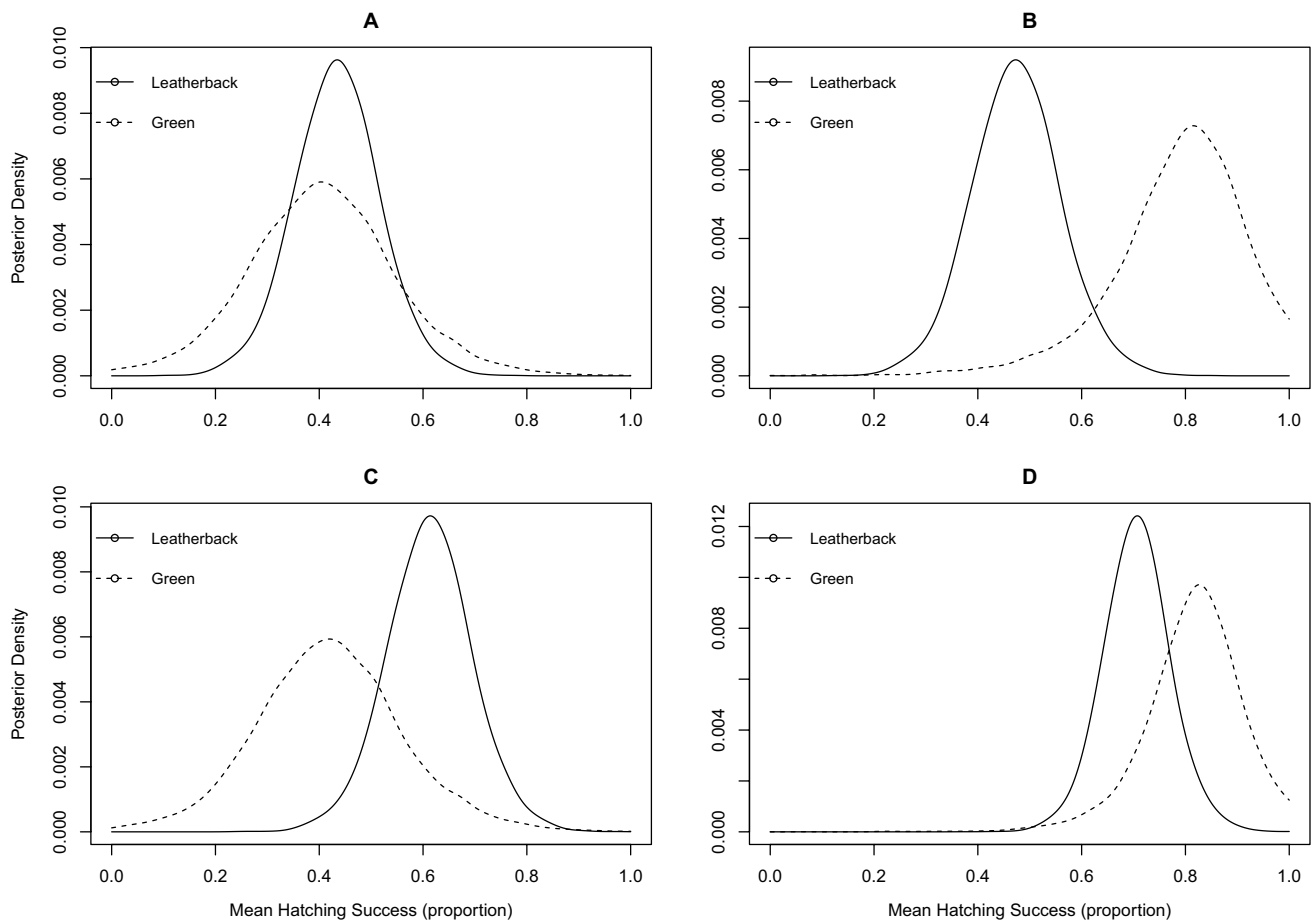 A
Posterior Density
0.000 0.002 0.004 0.006 0.008 0.010
Leatherback
Green
0.0 0.2 0.4 0.6 0.8 1.0
B
0.000 0.002 0.004 0.006 0.008
Leatherback
Green
0.0 0.2 0.4 0.6 0.8 1.0
C
Posterior Density
0.000 0.002 0.004 0.006 0.008 0.010
Leatherback
Green
0.0 0.2 0.4 0.6 0.8 1.0
Mean Hatching Success (proportion)
D
0.000 0.004 0.008 0.012
Leatherback
Green
0.0 0.2 0.4 0.6 0.8 1.0
Mean Hatching Success (proportion)